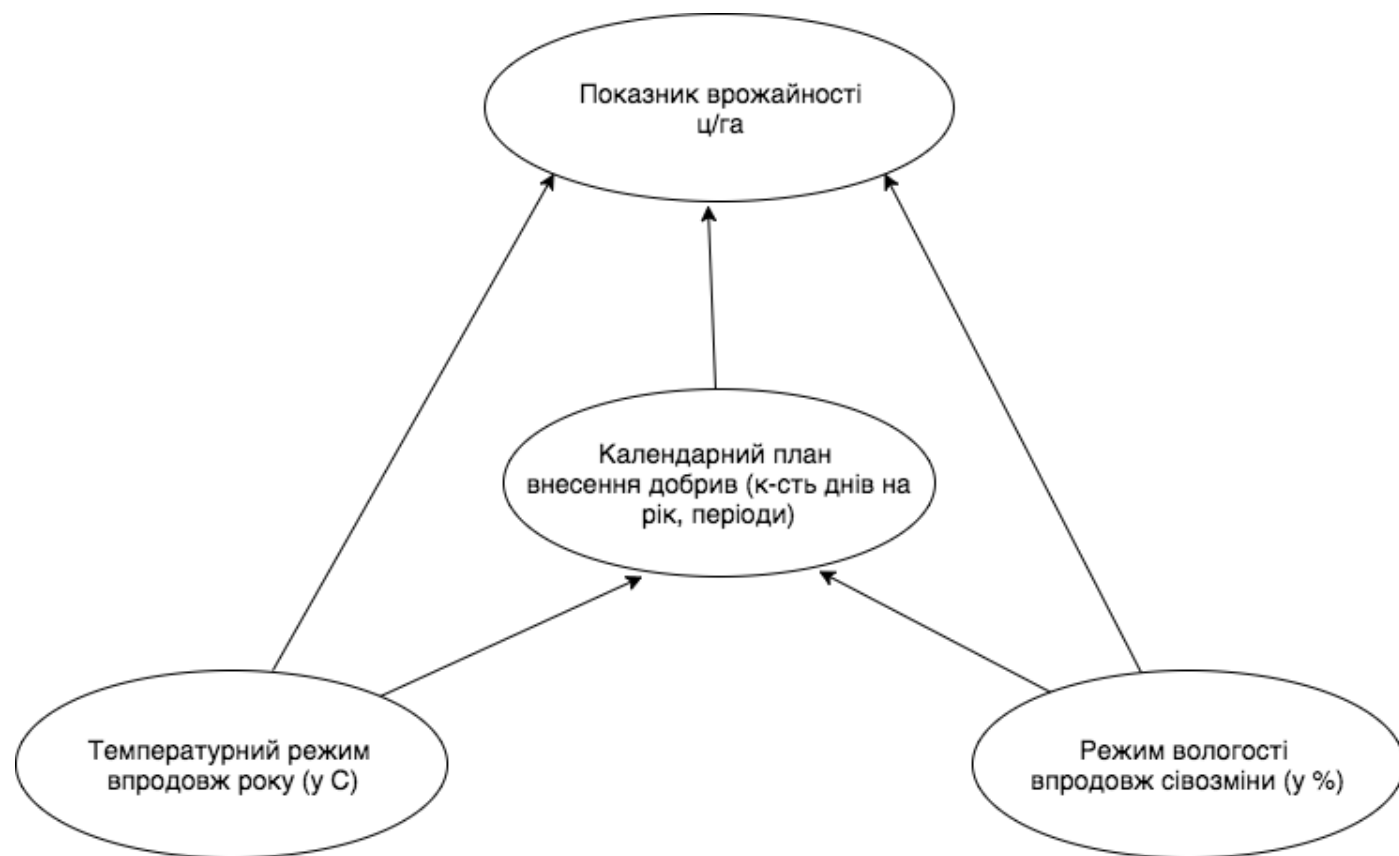 Показник врожайності
ц/га
Календарний план
внесення добрив (к-сть днів на
рік, періоди)
Температурний режим
впродовж року (у С)
Режим вологості
впродовж сівозміни (у %)